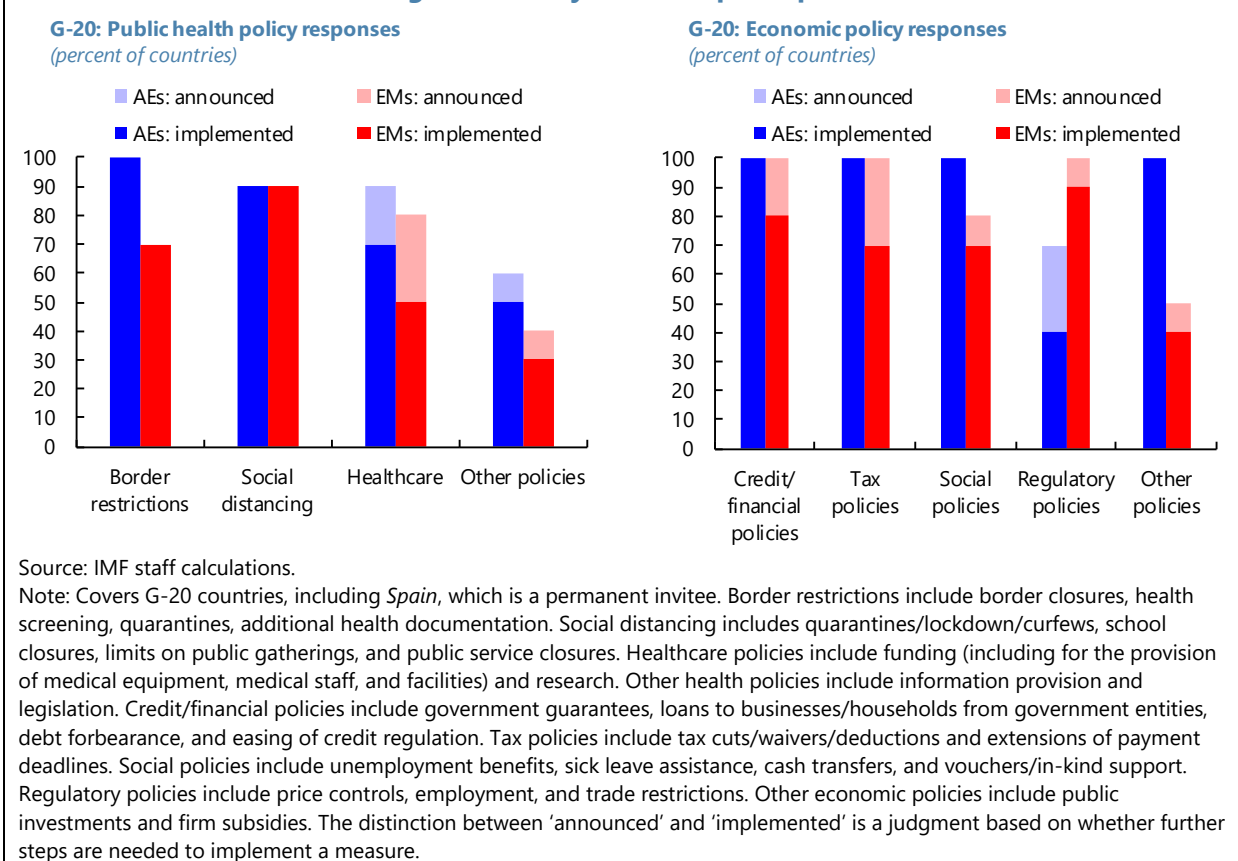 G-20: Public health policy responses
(percent of countries)
AEs: announced
EMs: announced
AEs: implemented
EMs: implemented
100
90
80
70
60
50
40
30
20
10
0
Border restrictions
Social distancing
Healthcare
Other policies
G-20: Economic policy responses
(percent of countries)
AEs: announced
EMs: announced
AEs: implemented
EMs: implemented
100
90
80
70
60
50
40
30
20
10
0
Credit/ financial policies
Tax policies
Social policies
Regulatory policies
Other policies
Source: IMF staff calculations.
Note: Covers G-20 countries, including Spain, which is a permanent invitee. Border restrictions include border closures, health
screening, quarantines, additional health documentation. Social distancing includes quarantines/lockdown/curfews, school
closures, limits on public gatherings, and public service closures. Healthcare policies include funding (including for the provision
of medical equipment, medical staff, and facilities) and research. Other health policies include information provision and
legislation. Credit/financial policies include government guarantees, loans to businesses/households from government entities,
debt forbearance, and easing of credit regulation. Tax policies include tax cuts/waivers/deductions and extensions of payment
deadlines. Social policies include unemployment benefits, sick leave assistance, cash transfers, and vouchers/in-kind support.
Regulatory policies include price controls, employment, and trade restrictions. Other economic policies include public
investments and firm subsidies. The distinction between ‘announced’ and ‘implemented’ is a judgment based on whether further
steps are needed to implement a measure.